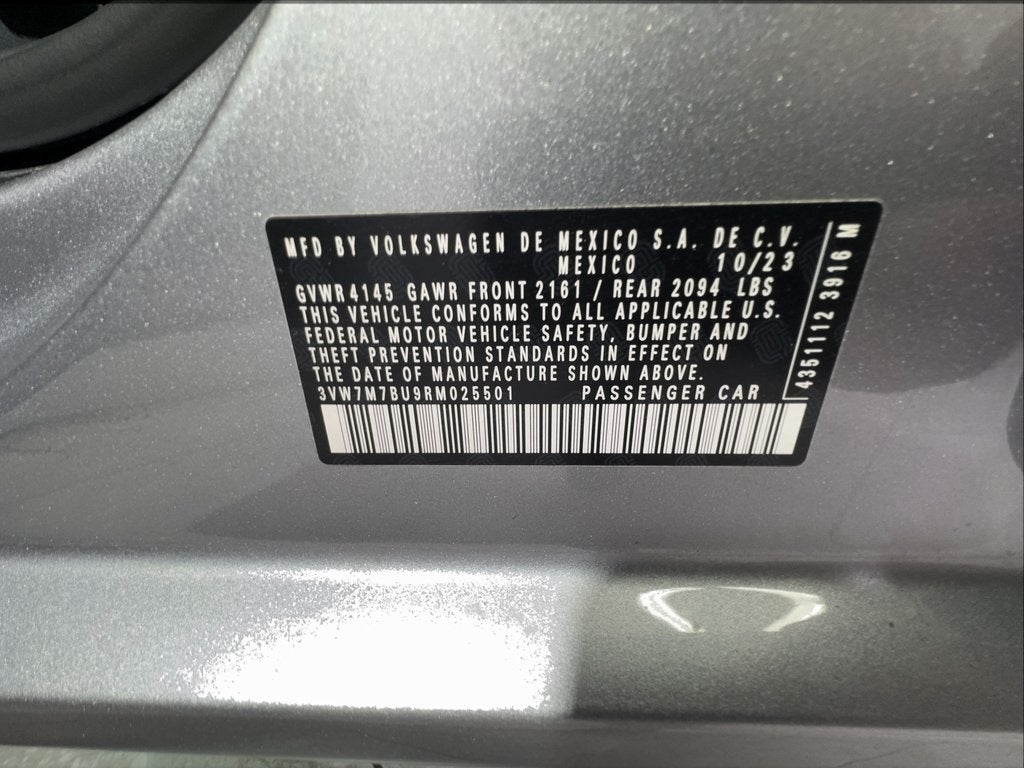 MFD BY VOLKSWAGEN DE MEXICO S.A. DE C.V.
MEXICO 10/23
GVWR 4145 GAWR FRONT 2161 / REAR 2094 LBS
THIS VEHICLE CONFORMS TO ALL APPLICABLE U.S.
FEDERAL MOTOR VEHICLE SAFETY, BUMPER AND
THEFT PREVENTION STANDARDS IN EFFECT ON
THE DATE OF MANUFACTURE SHOWN ABOVE.
3VW7M7BU9RM025501 PASSENGER CAR
4351112 3916 M